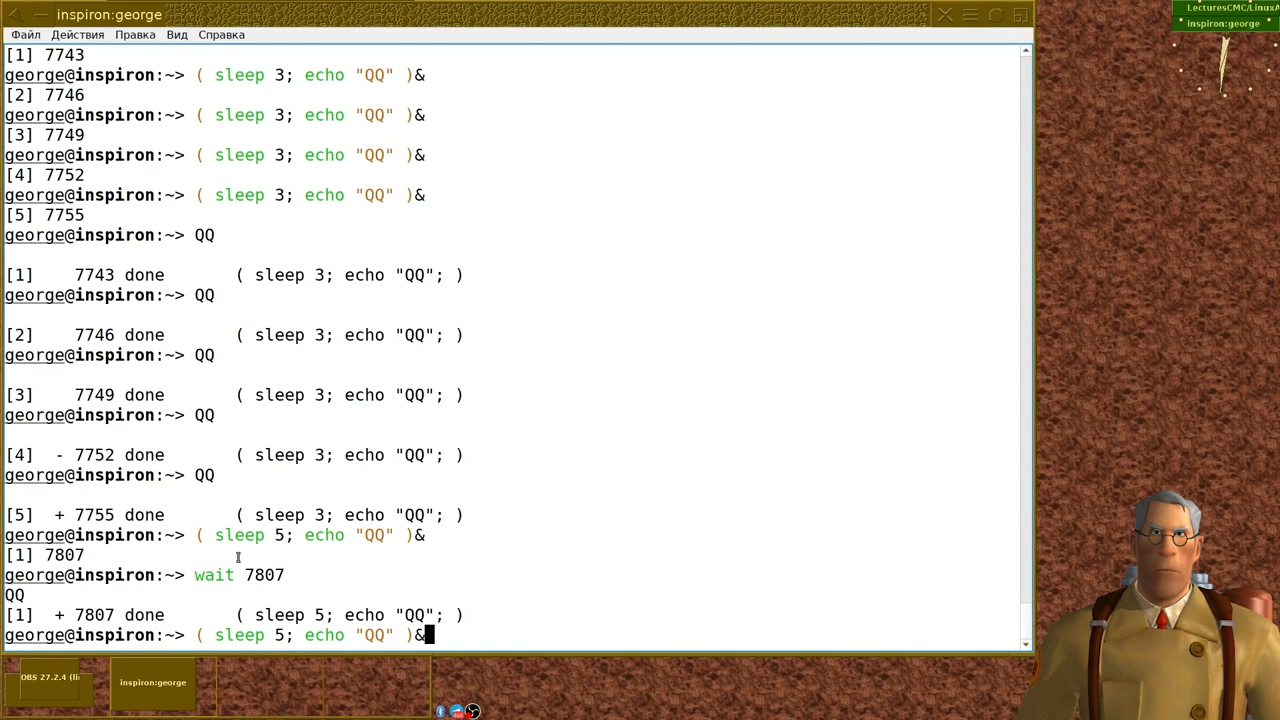 inspiron:george
Файл Действия Правка Вид Справка
[1] 7743
george@inspiron:~> ( sleep 3; echo "QQ" )&
[2] 7746
george@inspiron:~> ( sleep 3; echo "QQ" )&
[3] 7749
george@inspiron:~> ( sleep 3; echo "QQ" )&
[4] 7752
george@inspiron:~> ( sleep 3; echo "QQ" )&
[5] 7755
george@inspiron:~> QQ
[1]    7743 done       ( sleep 3; echo "QQ"; )
george@inspiron:~> QQ
[2]    7746 done       ( sleep 3; echo "QQ"; )
george@inspiron:~> QQ
[3]    7749 done       ( sleep 3; echo "QQ"; )
george@inspiron:~> QQ
[4]  - 7752 done       ( sleep 3; echo "QQ"; )
george@inspiron:~> QQ
[5]  + 7755 done       ( sleep 3; echo "QQ"; )
george@inspiron:~> ( sleep 5; echo "QQ" )&
[1] 7807
george@inspiron:~> wait 7807
QQ
[1]  + 7807 done       ( sleep 5; echo "QQ"; )
george@inspiron:~> ( sleep 5; echo "QQ" )&
LecturesCMC/LinuxA
inspiron:george
OBS 27.2.4 (li
inspiron:george